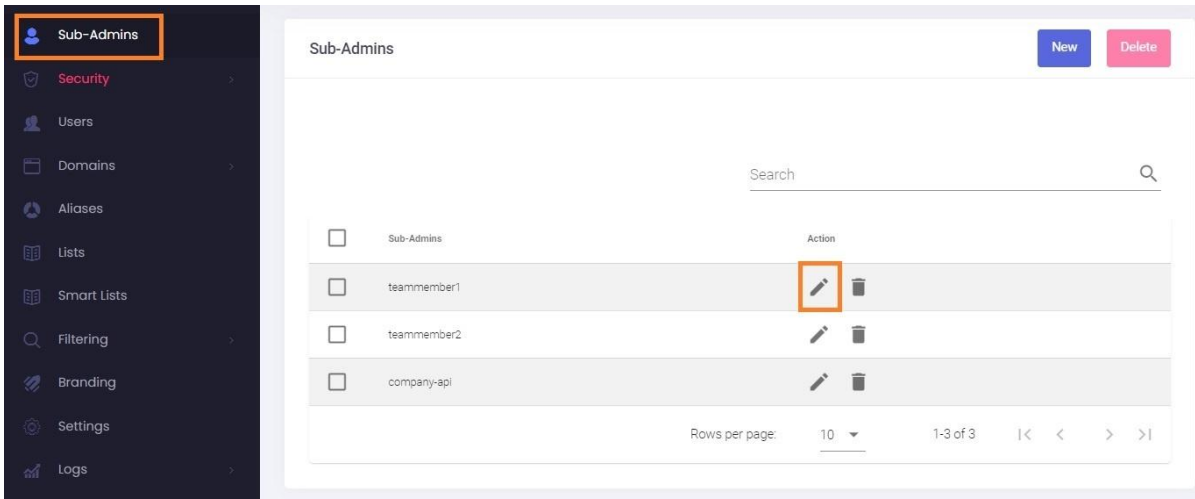 Sub-Admins
Security
Users
Domains
Aliases
Lists
Smart Lists
Filtering
Branding
Settings
Logs
Sub-Admins
New
Delete
Search
Sub-Admins Action
teammember1
teammember2
company-api
Rows per page: 10 1-3 of 3